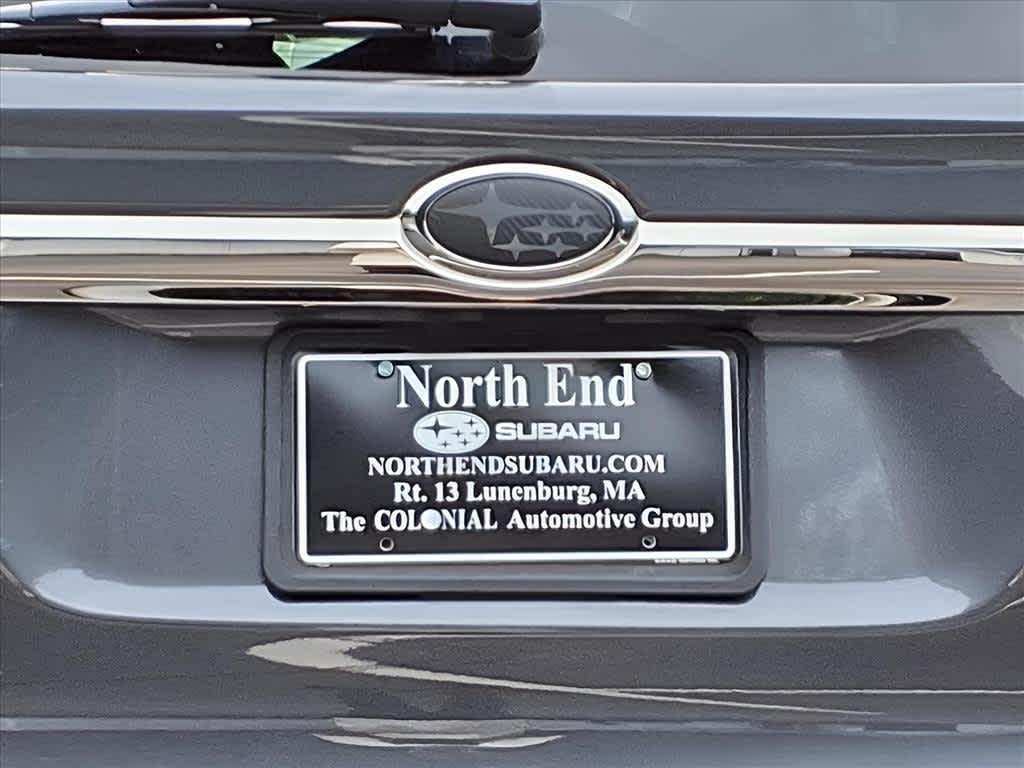 North End
SUBARU
NORTHENDSUBARU.COM
Rt. 13 Lunenburg, MA
The COLONIAL Automotive Group